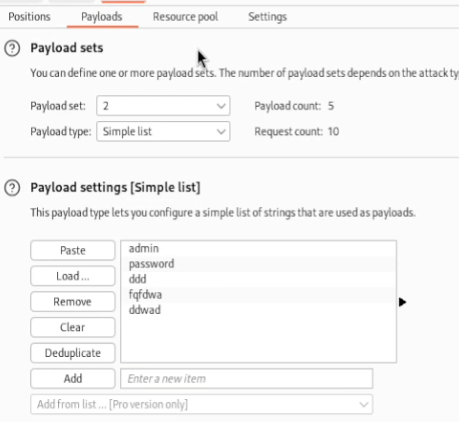 Positions Payloads Resource pool Settings
Payload sets
You can define one or more payload sets. The number of payload sets depends on the attack ty
Payload set: 2 Payload count: 5
Payload type: Simple list Request count: 10
Payload settings [Simple list]
This payload type lets you configure a simple list of strings that are used as payloads.
Paste admin
password
Load ... ddd
Remove fqfdwa
ddwad
Clear
Deduplicate
Add Enter a new item
Add from list ... [Pro version only]